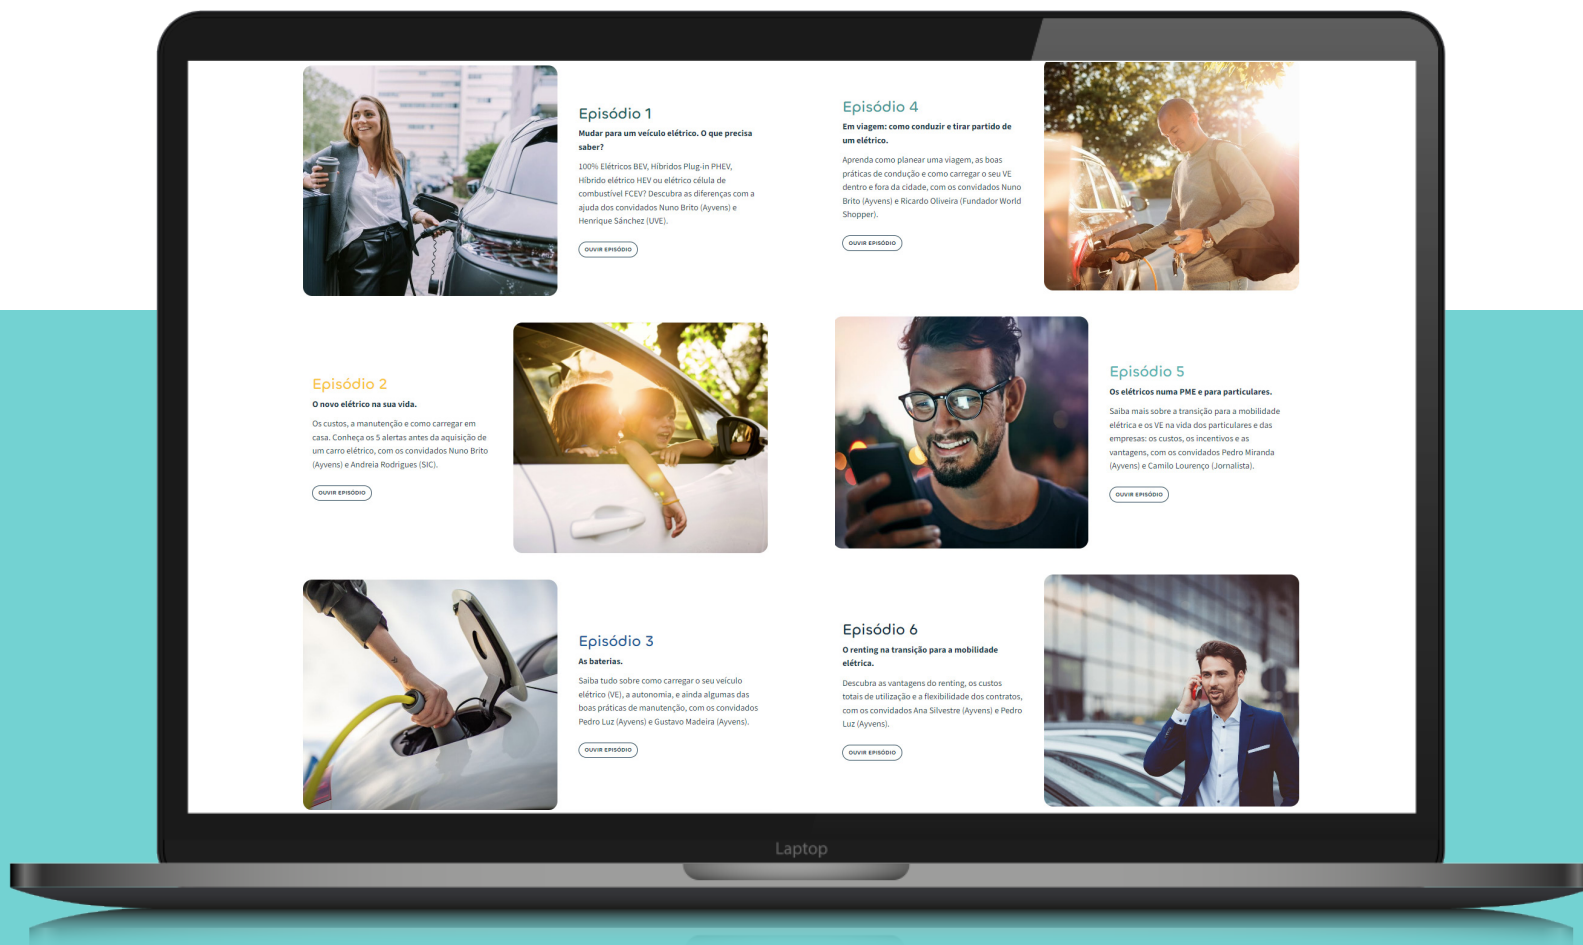 Episódio 1
Mudar para um veículo elétrico. O que precisa
saber?
100% Elétricos BEV, Híbridos Plug-in PHEV,
Híbrido elétrico HEV ou elétrico célula de
combustível FCEV? Descubra as diferenças com a
ajuda dos convidados Nuno Brito (Ayvens) e
Henrique Sánchez (UVE).
OUVIR EPISÓDIO
Episódio 2
O novo elétrico na sua vida.
Os custos, a manutenção e como carregar em
casa. Conheça os 5 alertas antes da aquisição de
um carro elétrico, com os convidados Nuno Brito
(Ayvens) e Andreia Rodrigues (SIC).
OUVIR EPISÓDIO
Episódio 3
As baterias.
Saiba tudo sobre como carregar o seu veículo
elétrico (VE), a autonomia, e ainda algumas das
boas práticas de manutenção, com os convidados
Pedro Luz (Ayvens) e Gustavo Madeira (Ayvens).
OUVIR EPISÓDIO
Episódio 4
Em viagem: como conduzir e tirar partido de
um elétrico.
Aprenda como planear uma viagem, as boas
práticas de condução e como carregar o seu VE
dentro e fora da cidade, com os convidados Nuno
Brito (Ayvens) e Ricardo Oliveira (Fundador World
Shopper).
OUVIR EPISÓDIO
Episódio 5
Os elétricos numa PME e para particulares.
Saiba mais sobre a transição para a mobilidade
elétrica e os VE na vida dos particulares e das
empresas: os custos, os incentivos e as
vantagens, com os convidados Pedro Miranda
(Ayvens) e Camilo Lourenço (Jornalista).
OUVIR EPISÓDIO
Episódio 6
O renting na transição para a mobilidade
elétrica.
Descubra as vantagens do renting, os custos
totais de utilização e a flexibilidade dos contratos,
com os convidados Ana Silvestre (Ayvens) e Pedro
Luz (Ayvens).
OUVIR EPISÓDIO
Laptop